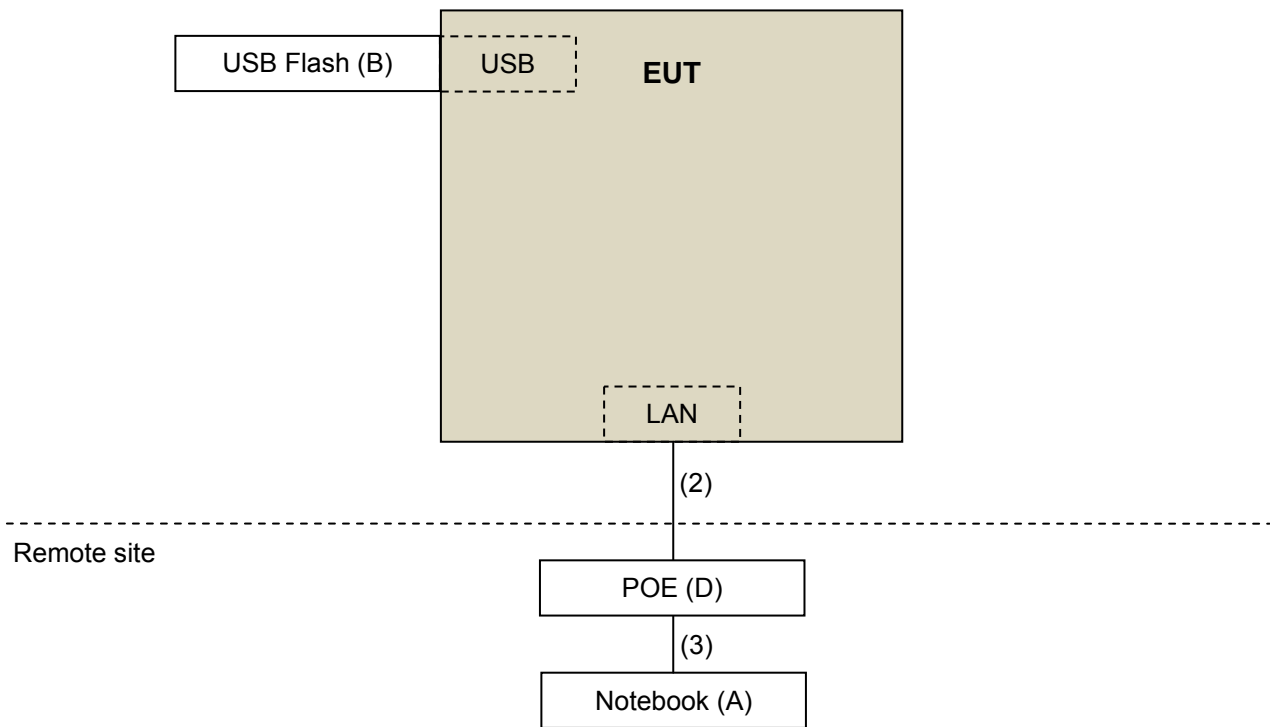 USB Flash (B)
USB
EUT
LAN
(2)
Remote site
POE (D)
(3)
Notebook (A)